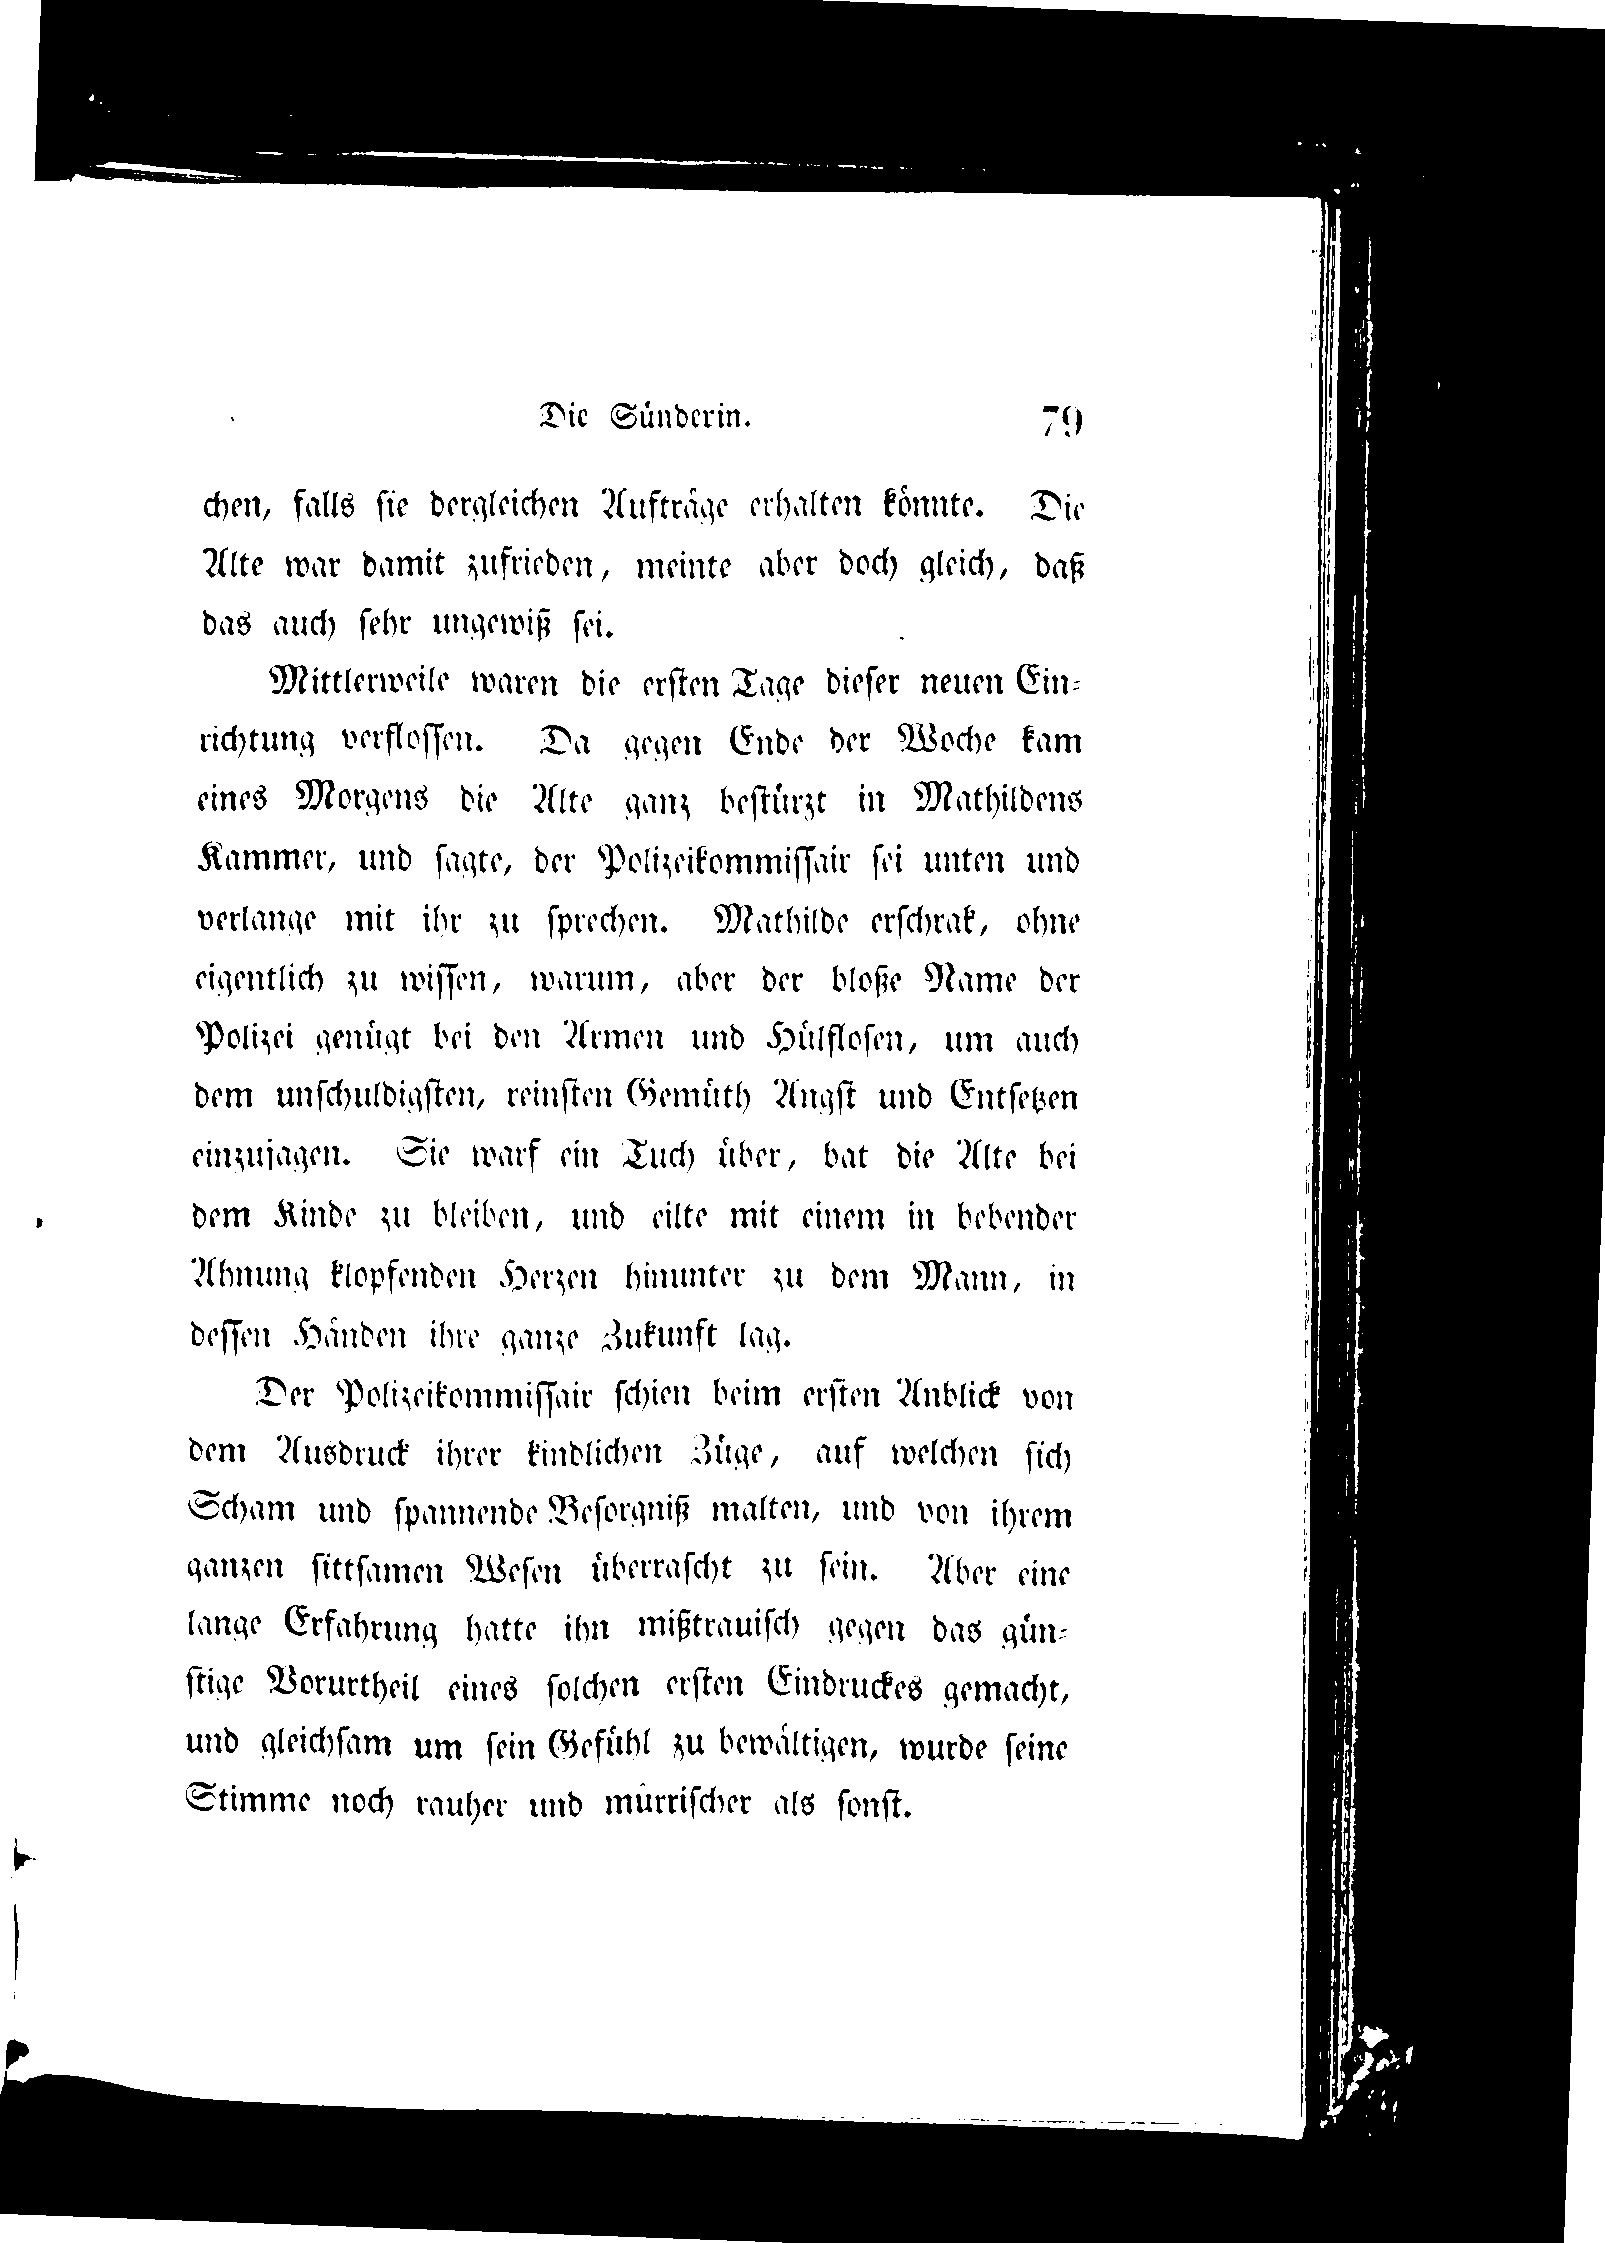 Die Sünderin. 79
chen, falls sie dergleichen Aufträge erhalten könnte. Die
Alte war damit zufrieden, meinte aber doch gleich, daß
das auch sehr ungewiß sei.
Mittlerweile waren die ersten Tage dieser neuen Ein-
richtung verflossen. Da gegen Ende der Woche kam
eines Morgens die Alte ganz bestürzt in Mathildens
Kammer, und sagte, der Polizeikommissair sei unten und
verlange mit ihr zu sprechen. Mathilde erschrak, ohne
eigentlich zu wissen, warum, aber der bloße Name der
Polizei genügt bei den Armen und Hülflosen, um auch
dem unschuldigsten, reinsten Gemüth Angst und Entsetzen
einzujagen. Sie warf ein Tuch über, bat die Alte bei
dem Kinde zu bleiben, und eilte mit einem in bebender
Ahnung klopfenden Herzen hinunter zu dem Mann, in
dessen Händen ihre ganze Zukunft lag.
Der Polizeikommissair schien beim ersten Anblick von
dem Ausdruck ihrer kindlichen Züge, auf welchen sich
Scham und spannende Besorgniß malten, und von ihrem
ganzen sittsamen Wesen überrascht zu sein. Aber eine
lange Erfahrung hatte ihn mißtrauisch gegen das gün-
stige Vorurtheil eines solchen ersten Eindruckes gemacht,
und gleichsam um sein Gefühl zu bewältigen, wurde seine
Stimme noch rauher und mürrischer als sonst.